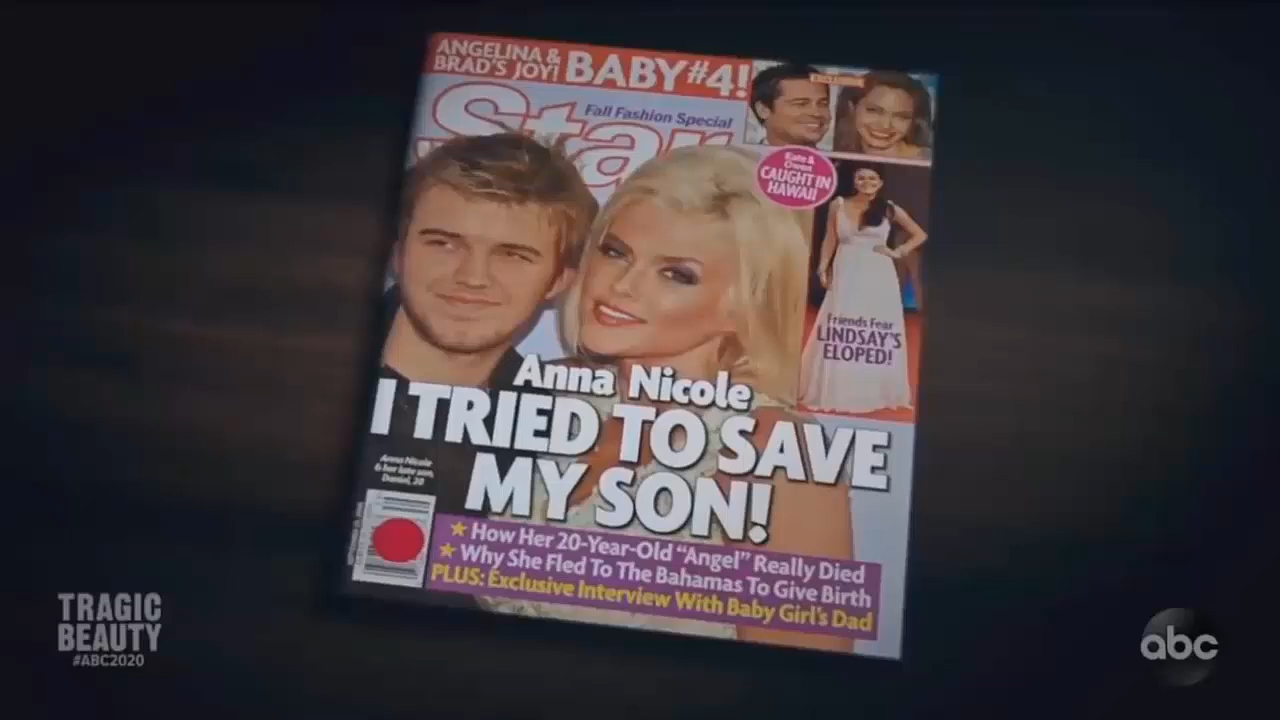 ANGELINA &
BRAD'S JOY!
BABY #4!
EXCLUSIVE
Fall Fashion Special
Star
Kate &
Owen
CAUGHT IN
HAWAII
Friends Fear
LINDSAY'S
ELOPED!
Anna Nicole
I TRIED TO SAVE
MY SON!
Anna Nicole
& her late son,
Daniel, 20
★ How Her 20-Year-Old "Angel" Really Died
★ Why She Fled To The Bahamas To Give Birth
PLUS: Exclusive Interview With Baby Girl's Dad
TRAGIC
BEAUTY
#ABC2020
abc